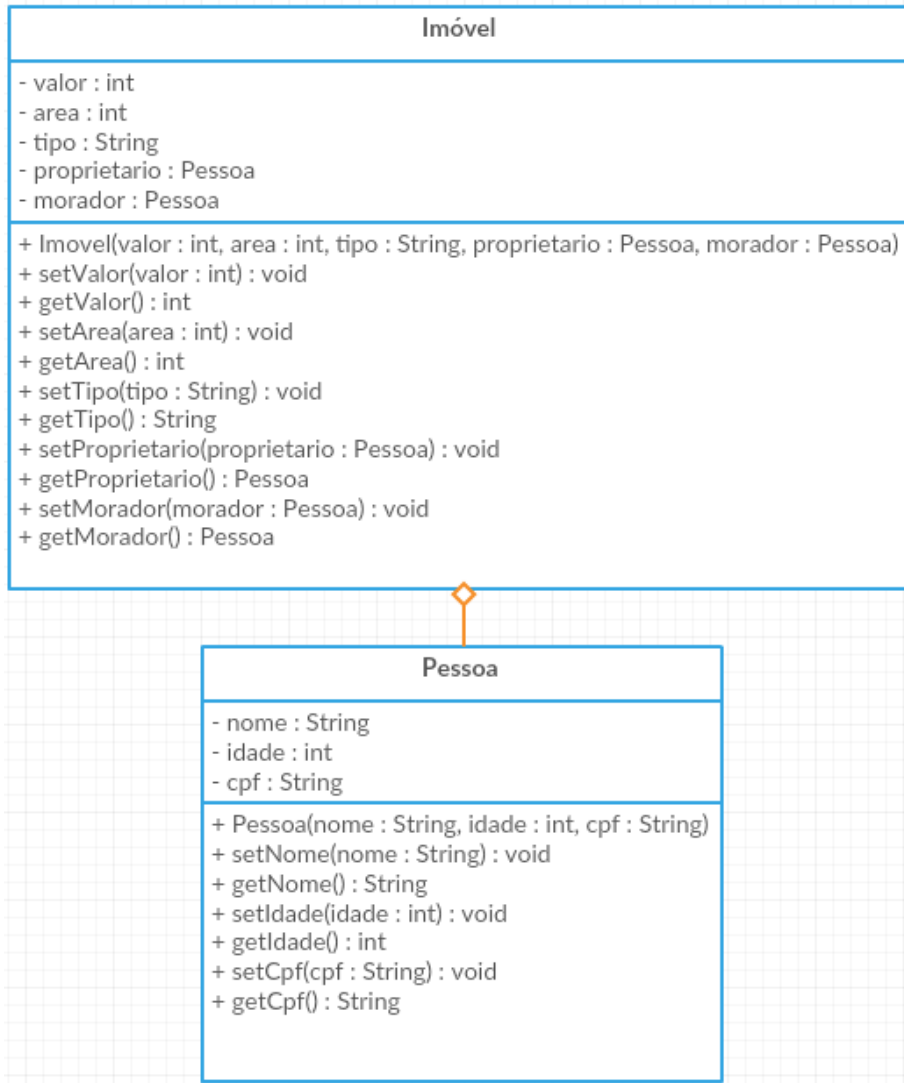 Imóvel
- valor : int
- area : int
- tipo : String
- proprietario : Pessoa
- morador : Pessoa
+ Imovel(valor : int, area : int, tipo : String, proprietario : Pessoa, morador : Pessoa)
+ setValor(valor : int) : void
+ getValor() : int
+ setArea(area : int) : void
+ getArea() : int
+ setTipo(tipo : String) : void
+ getTipo() : String
+ setProprietario(proprietario : Pessoa) : void
+ getProprietario() : Pessoa
+ setMorador(morador : Pessoa) : void
+ getMorador() : Pessoa
Pessoa
- nome : String
- idade : int
- cpf : String
+ Pessoa(nome : String, idade : int, cpf : String)
+ setNome(nome : String) : void
+ getNome() : String
+ setIdade(idade : int) : void
+ getIdade() : int
+ setCpf(cpf : String) : void
+ getCpf() : String